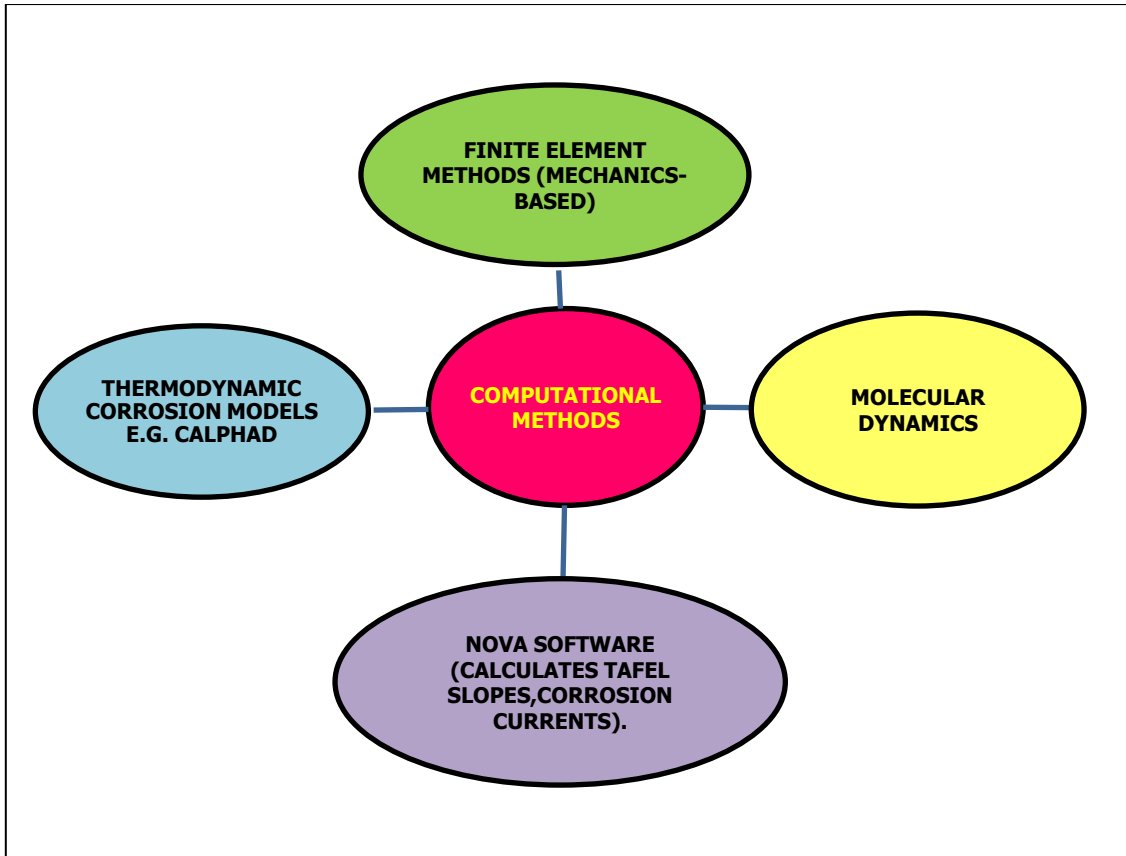 FINITE ELEMENT
METHODS (MECHANICS-
BASED)
THERMODYNAMIC
CORROSION MODELS
E.G. CALPHAD
COMPUTATIONAL
METHODS
MOLECULAR
DYNAMICS
NOVA SOFTWARE
(CALCULATES TAFEL
SLOPES,CORROSION
CURRENTS).